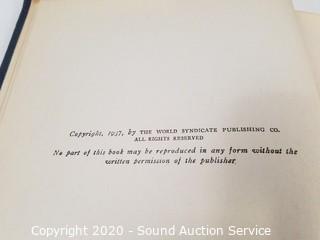 Copyright, 1937, by THE WORLD SYNDICATE PUBLISHING CO.
ALL RIGHTS RESERVED
No part of this book may be reproduced in any form without the
written permission of the publisher.
Copyright 2020 - Sound Auction Service